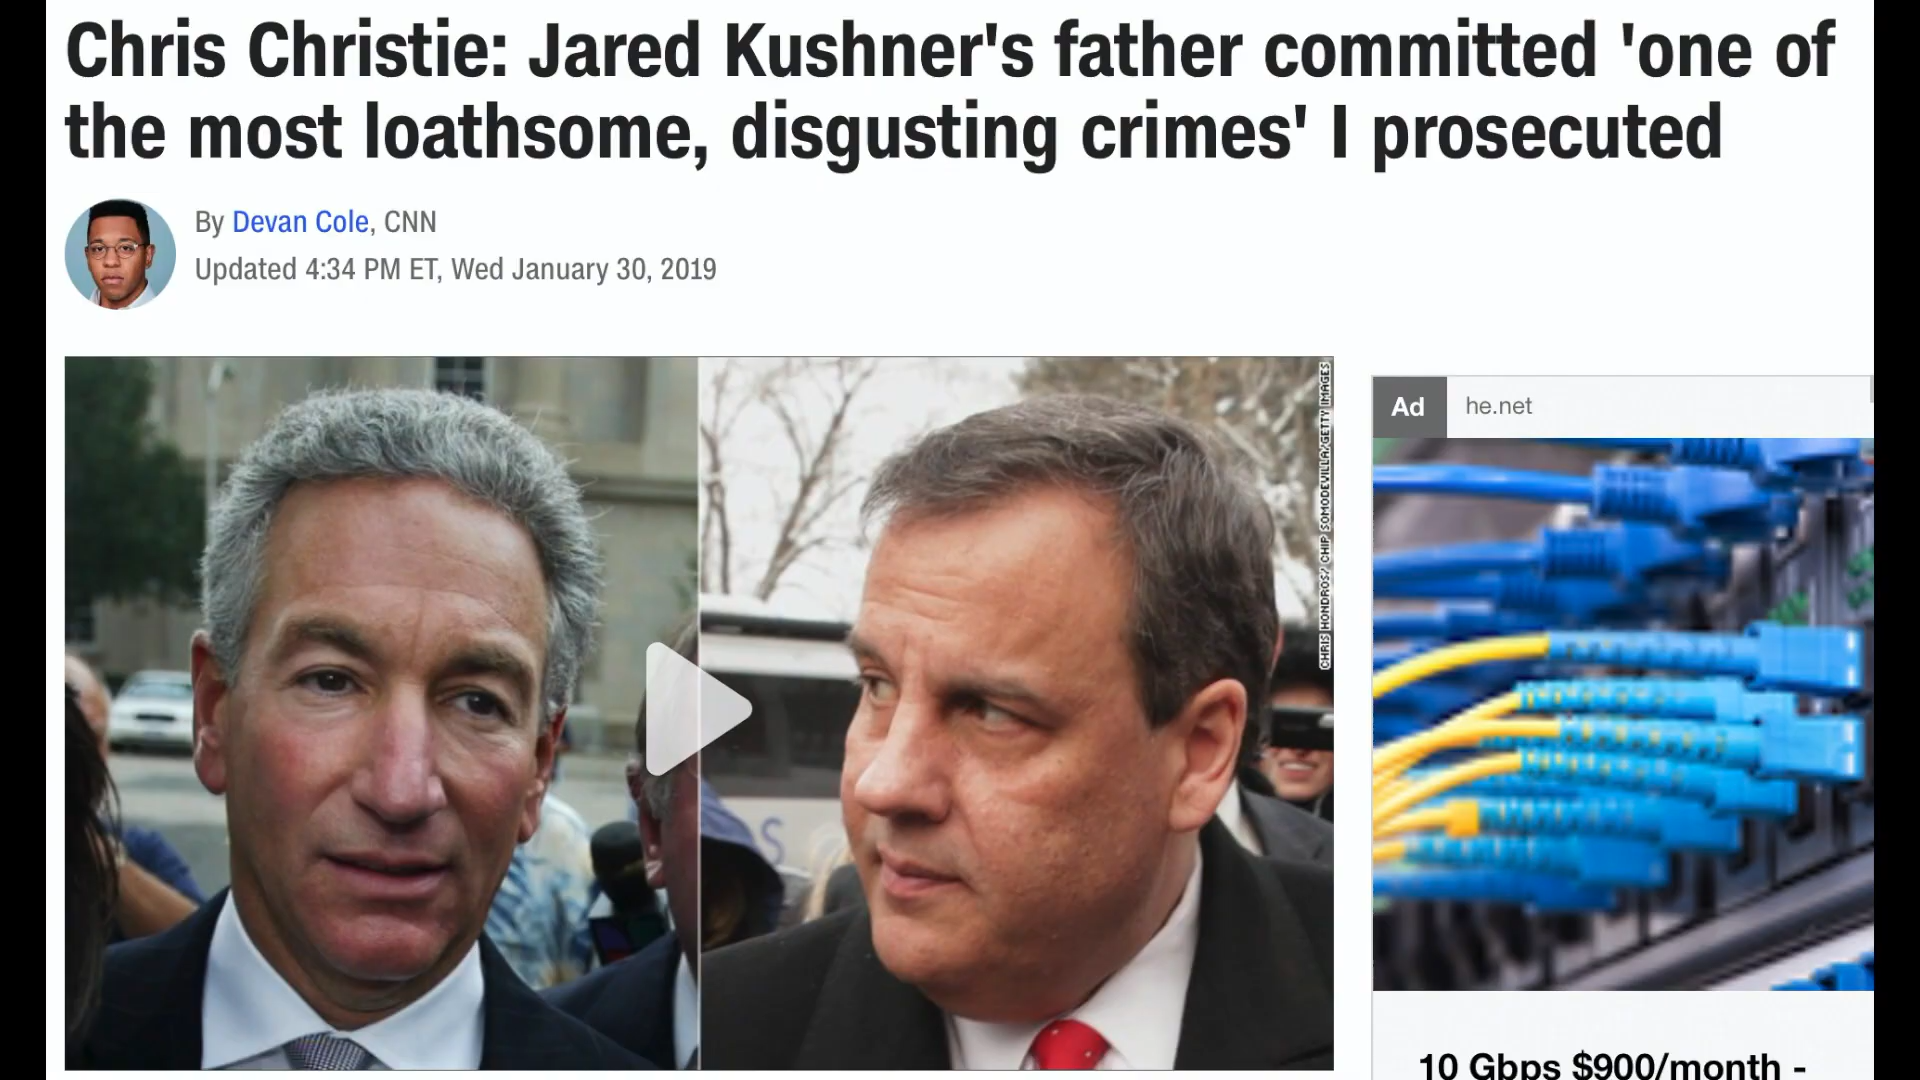 Chris Christie: Jared Kushner's father committed 'one of
the most loathsome, disgusting crimes' I prosecuted
By Devan Cole, CNN
Updated 4:34 PM ET, Wed January 30, 2019
CHRIS HONDROS/ CHIP SOMODEVILLA/GETTY IMAGES
S
Ad
he.net
10 Gbps $900/month -